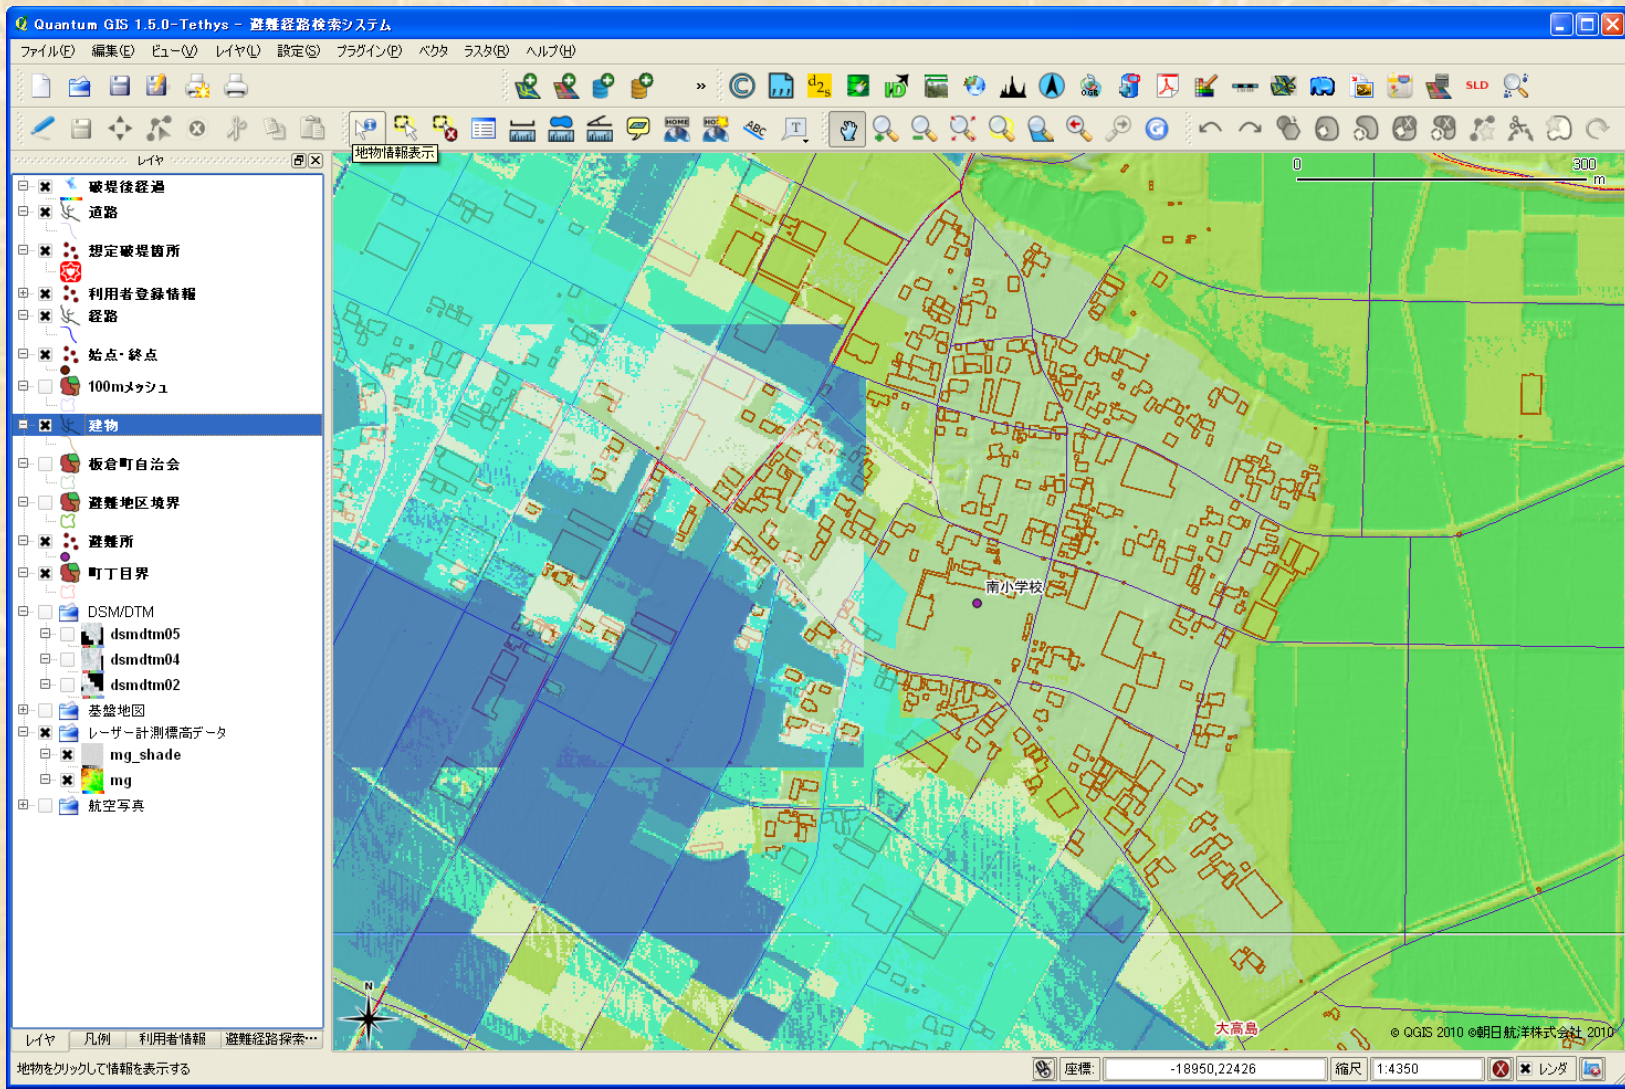 Quantum GIS 1.5.0-Tethys - 避難経路検索システム
ファイル(F) 編集(E) ビュー(V) レイヤ(L) 設定(S) プラグイン(P) ベクタ ラスタ(R) ヘルプ(H)
»
d2s
OGR
SLD
HOME
ABC
T
レイヤ
地物情報表示
破堤後経過
道路
想定破堤箇所
利用者登録情報
経路
始点・終点
100mメッシュ
建物
板倉町自治会
避難地区境界
避難所
町丁目界
DSM/DTM
dsmdtm05
dsmdtm04
dsmdtm02
基盤地図
レーザー計測標高データ
mg_shade
mg
航空写真
0 300
m
南小学校
N
大高島
© QGIS 2010 ©朝日航洋株式会社 2010
レイヤ 凡例 利用者情報 避難経路探索…
地物をクリックして情報を表示する
座標: -18950,22426 縮尺 1:4350 レンダ